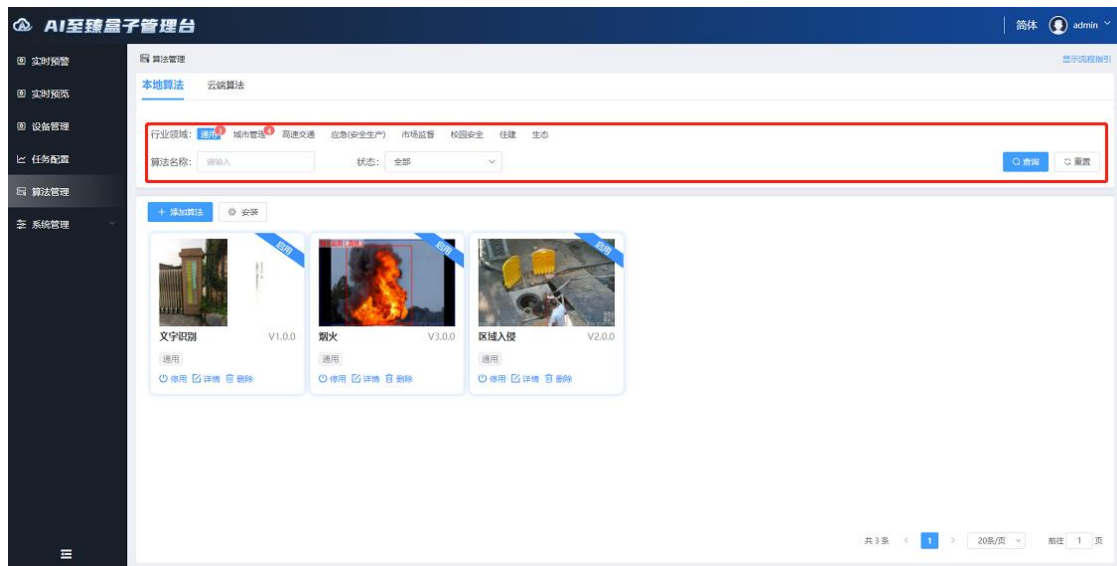 AI至臻盒子管理台
简体 admin
实时预警
实时预览
设备管理
任务配置
算法管理
系统管理
算法管理 显示流程指引
本地算法 云端算法
行业领域: 通用 3 城市管理 4 高速交通 应急(安全生产) 市场监督 校园安全 住建 生态
算法名称: 请输入 状态: 全部 查询 重置
+ 添加算法 安装
启用 启用 启用
文字识别 V1.0.0 烟火 V3.0.0 区域入侵 V2.0.0
通用 通用 通用
停用 详情 删除 停用 详情 删除 停用 详情 删除
共 3 条 < 1 > 20条/页 前往 1 页